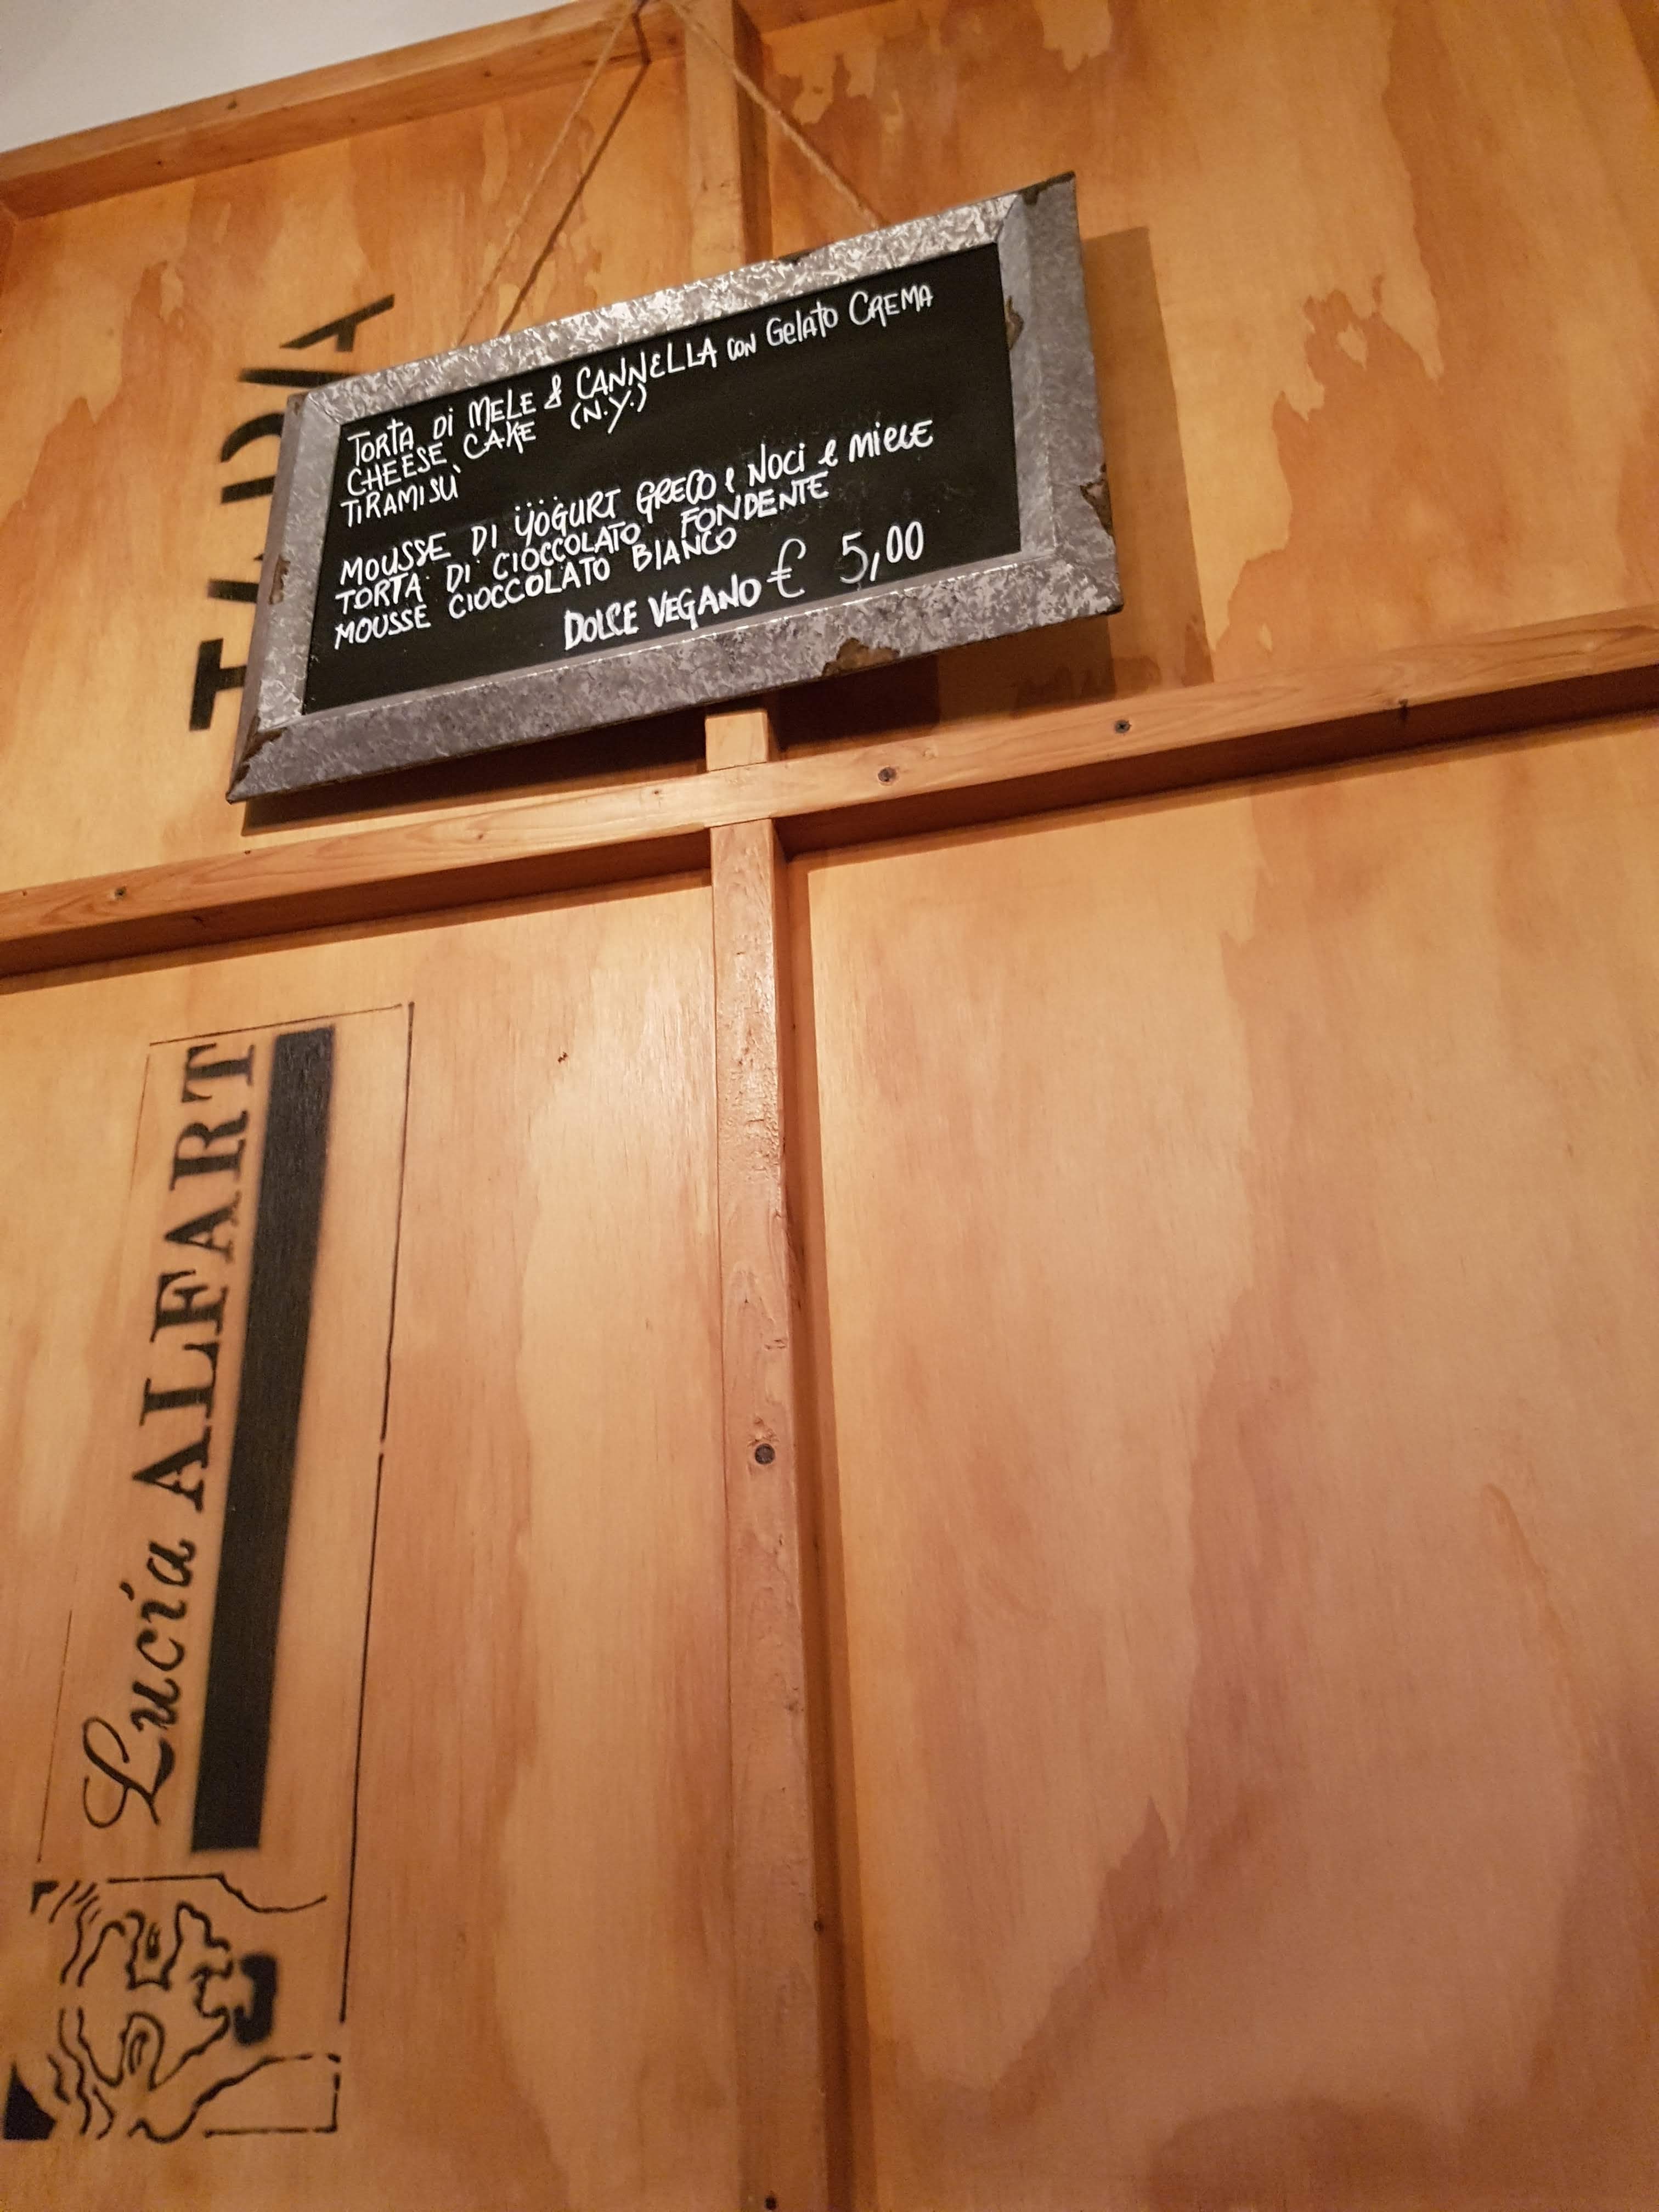 TORTA DI MELE & CANNELLA CON GELATO CREMA
CHEESE CAKE (N.Y.)
TIRAMISÙ
MOUSSE DI YOGURT GRECO e NOCI e MIELE
TORTA DI CIOCCOLATO FONDENTE
MOUSSE CIOCCOLATO BIANCO
DOLCE VEGANO € 5,00
Lucía ALFART